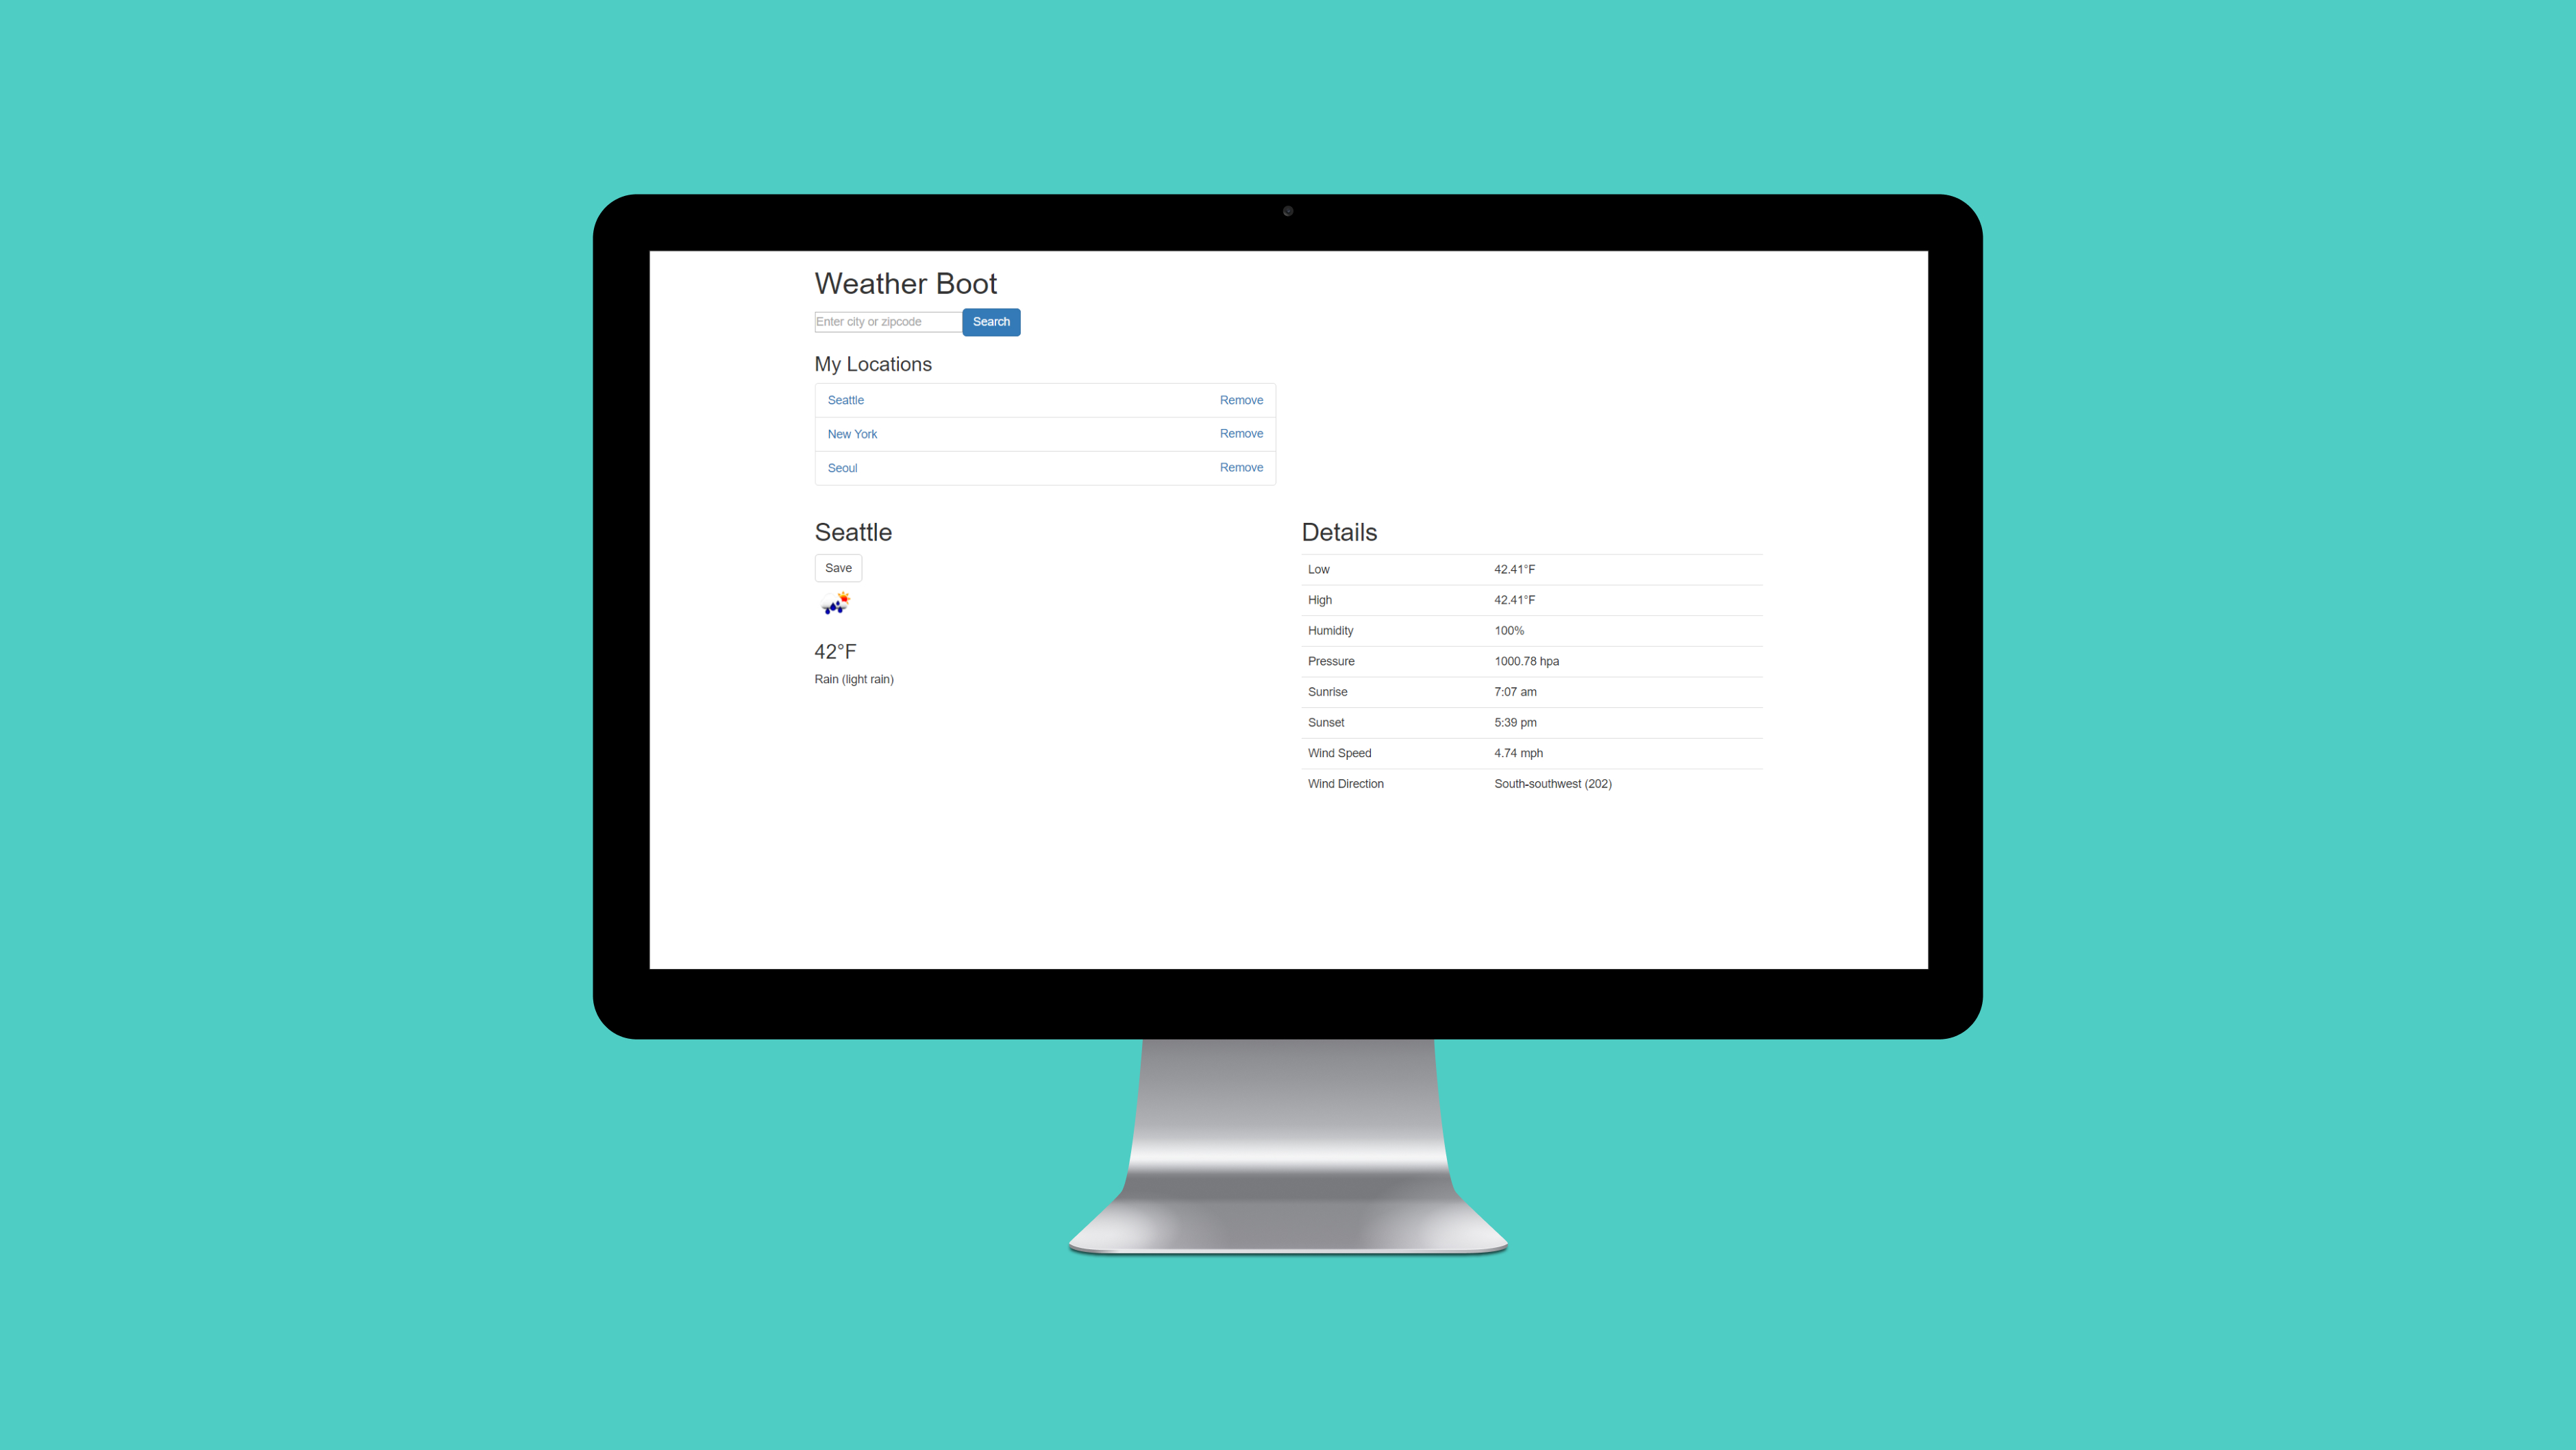 Weather Boot
Enter city or zipcode Search
My Locations
Seattle Remove
New York Remove
Seoul Remove
Seattle
Save
42°F
Rain (light rain)
Details
Low 42.41°F
High 42.41°F
Humidity 100%
Pressure 1000.78 hpa
Sunrise 7:07 am
Sunset 5:39 pm
Wind Speed 4.74 mph
Wind Direction South-southwest (202)